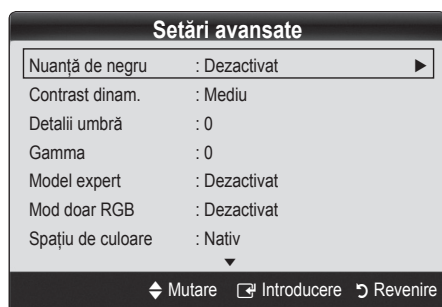 Setări avansate
Nuanță de negru : Dezactivat
Contrast dinam. : Mediu
Detalii umbră : 0
Gamma : 0
Model expert : Dezactivat
Mod doar RGB : Dezactivat
Spațiu de culoare : Nativ
Mutare Introducere Revenire